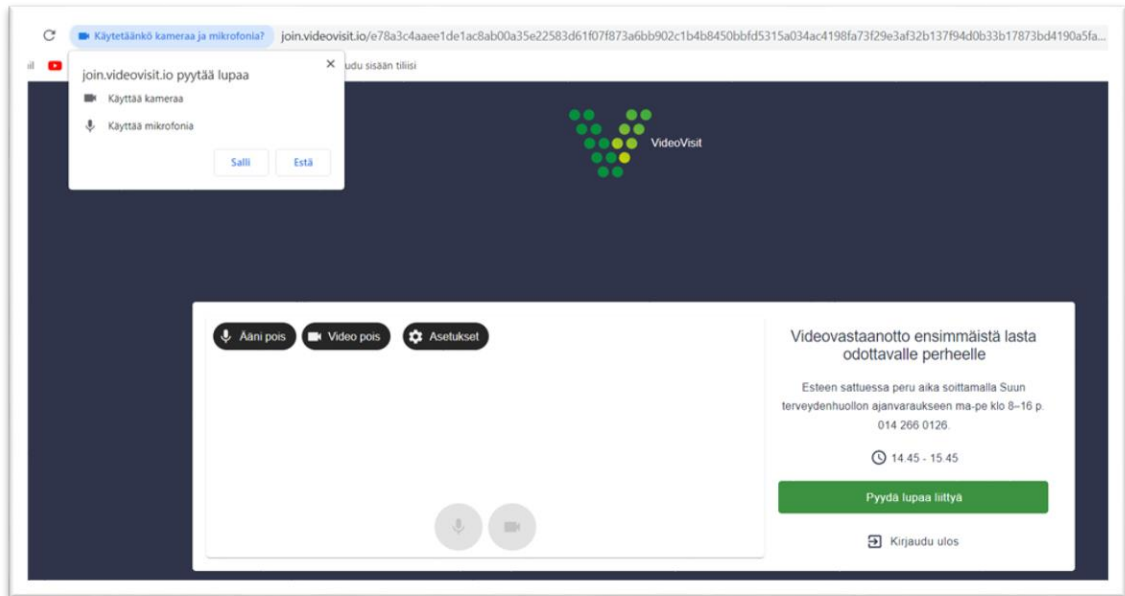 Käytetäänkö kameraa ja mikrofonia? join.videovisit.io/e78a3c4aaee1de1ac8ab00a35e22583d61f07f873a6bb902c1b4b8450bbfd5315a034ac4198fa73f29e3af32b137f94d0b33b17873bd4190a5fa...
udu sisään tiliisi
join.videovisit.io pyytää lupaa
Käyttää kameraa
Käyttää mikrofonia
Salli Estä
VideoVisit
Ääni pois Video pois Asetukset
Videovastaanotto ensimmäistä lasta
odottavalle perheelle
Esteen sattuessa peru aika soittamalla Suun
terveydenhuollon ajanvaraukseen ma-pe klo 8–16 p.
014 266 0126.
14.45 - 15.45
Pyydä lupaa liittyä
Kirjaudu ulos